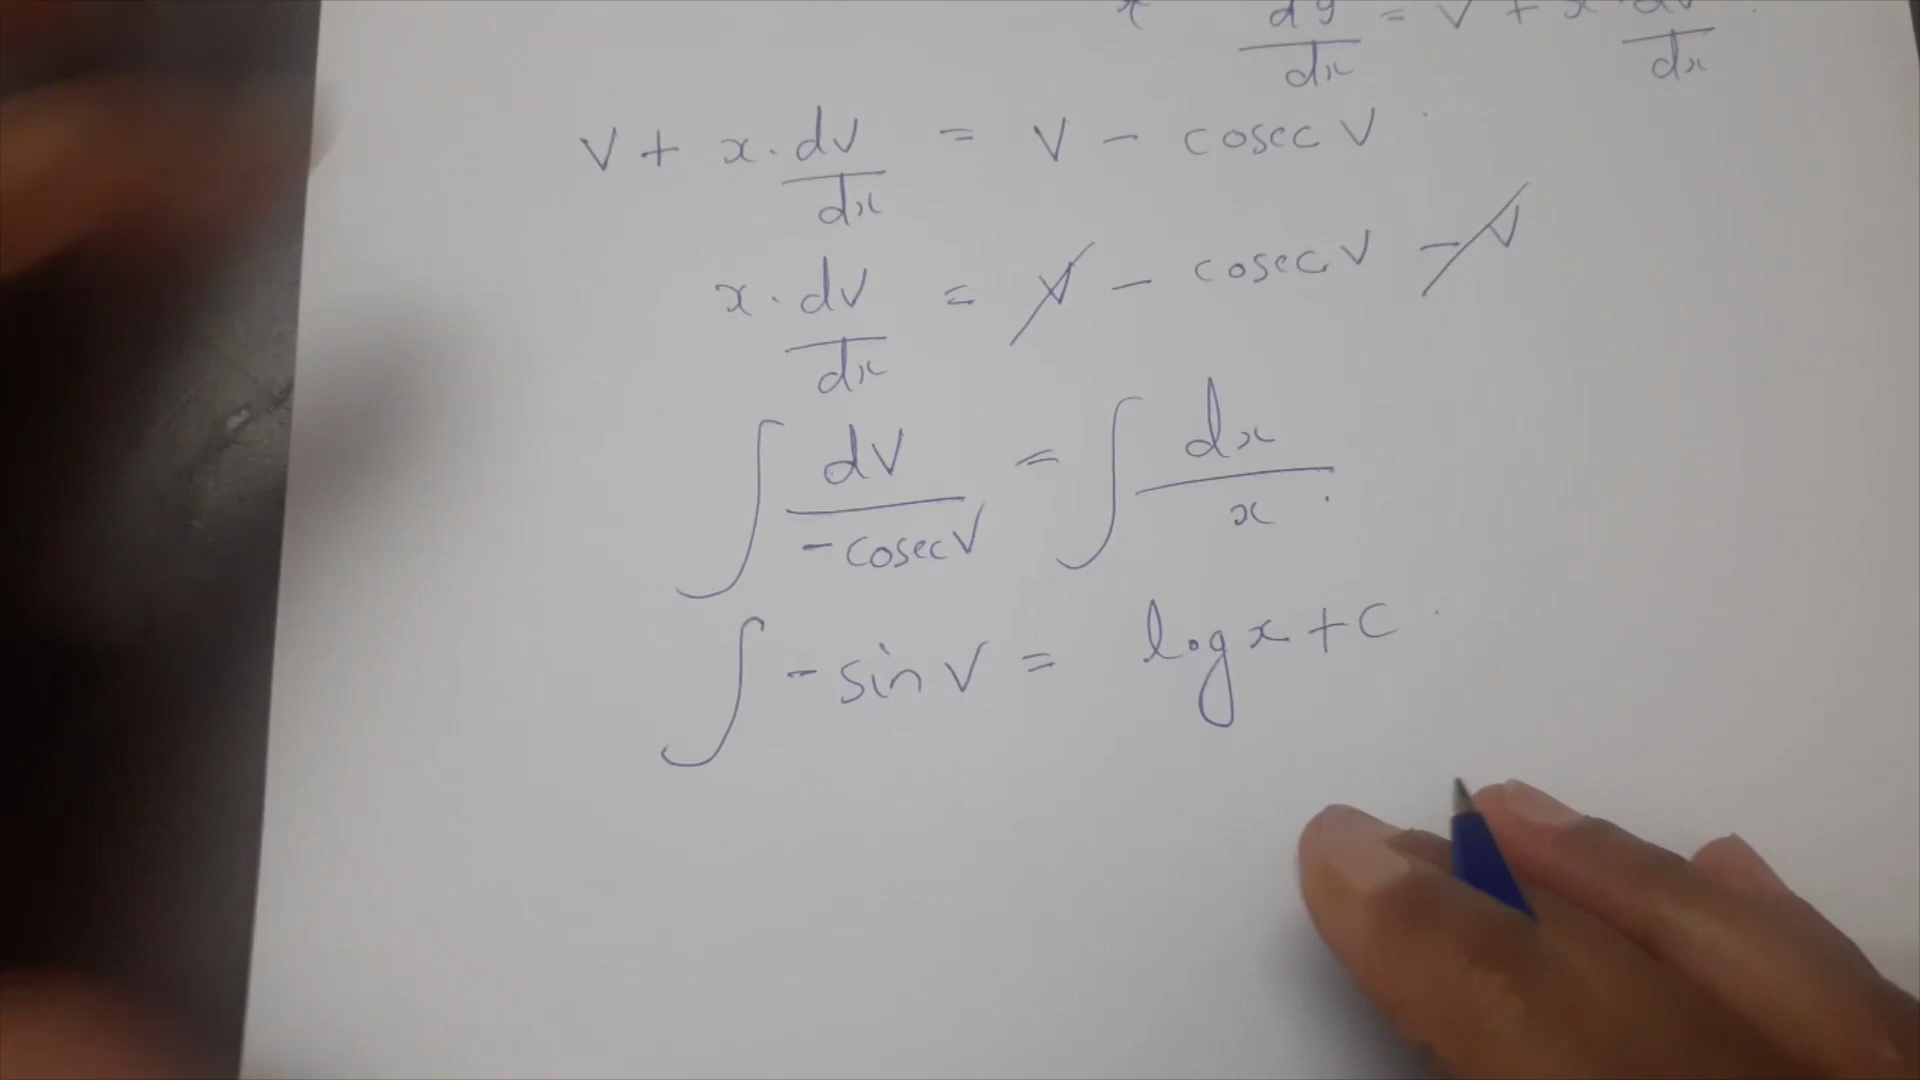 dy/dx = v + x · dv/dx
v + x · dv/dx = v - cosec v
x · dv/dx = v - cosec v - v
∫ dv/-cosec v = ∫ dx/x
∫ - sin v = log x + c